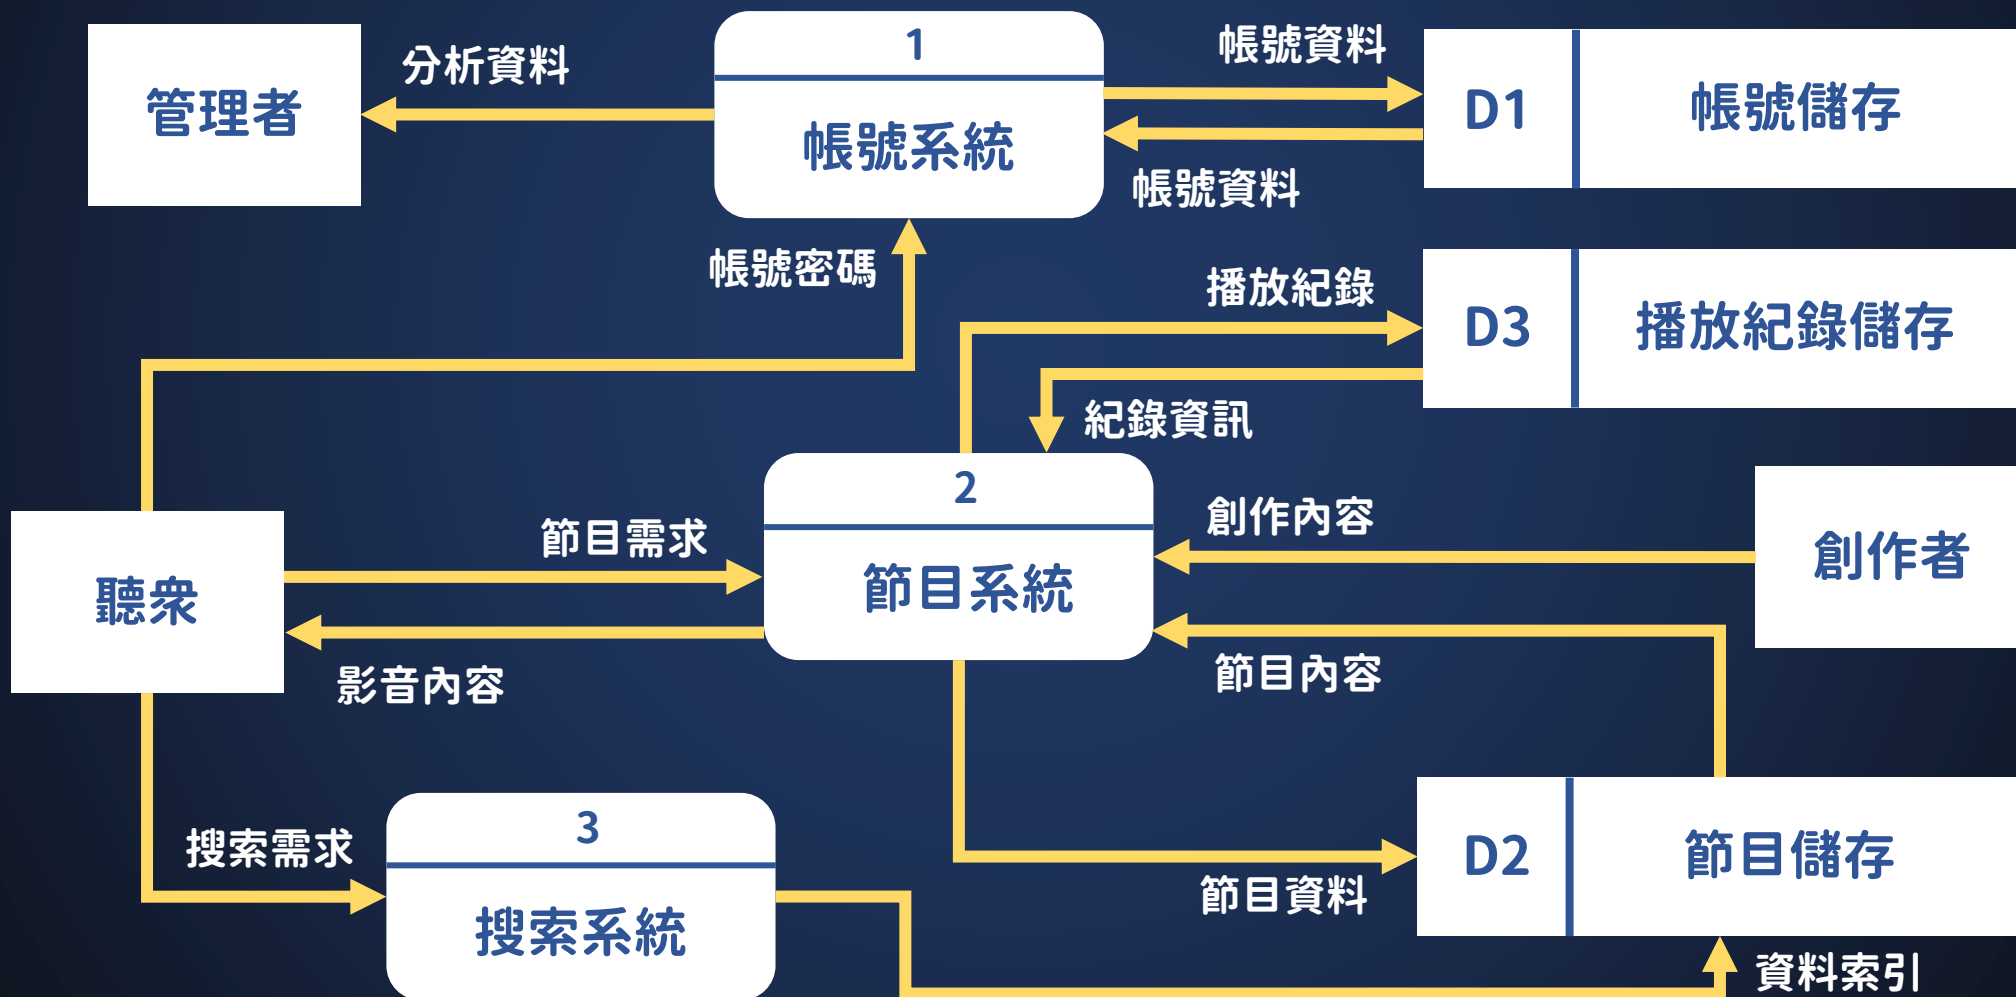 管理者
分析資料
1
帳號系統
帳號資料
帳號資料
D1
帳號儲存
帳號密碼
播放紀錄
D3
播放紀錄儲存
紀錄資訊
2
節目系統
聽眾
節目需求
影音內容
創作內容
創作者
節目內容
搜索需求
3
搜索系統
節目資料
D2
節目儲存
資料索引